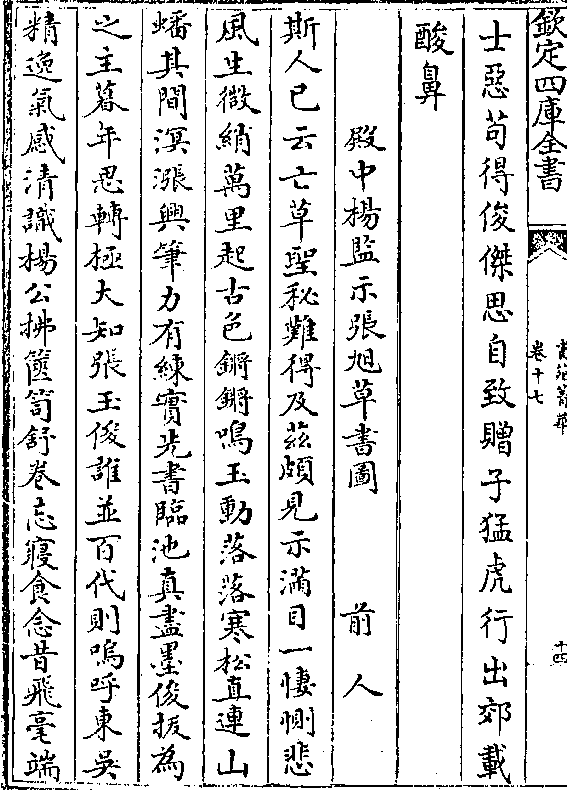 書苑菁華
卷十七
十四
欽定四庫全書
士惡苟得俊傑思自致贈子猛虎行出郊載
酸鼻
殿中楊監示張旭草書圖　前人
斯人已云亡草聖秘難得及茲頗見示滿目一悽惻悲
風生微綃萬里起古色鏘鏘鳴玉動落落寒松直連山
蟠其間溟漲興筆力有練實先書臨池真盡墨俊拔為
之主暮年思轉極大知張玉俊誰並百代則嗚呼東吳
精逸氣感清識楊公拂篋笥舒卷忘寢食念昔飛毫端